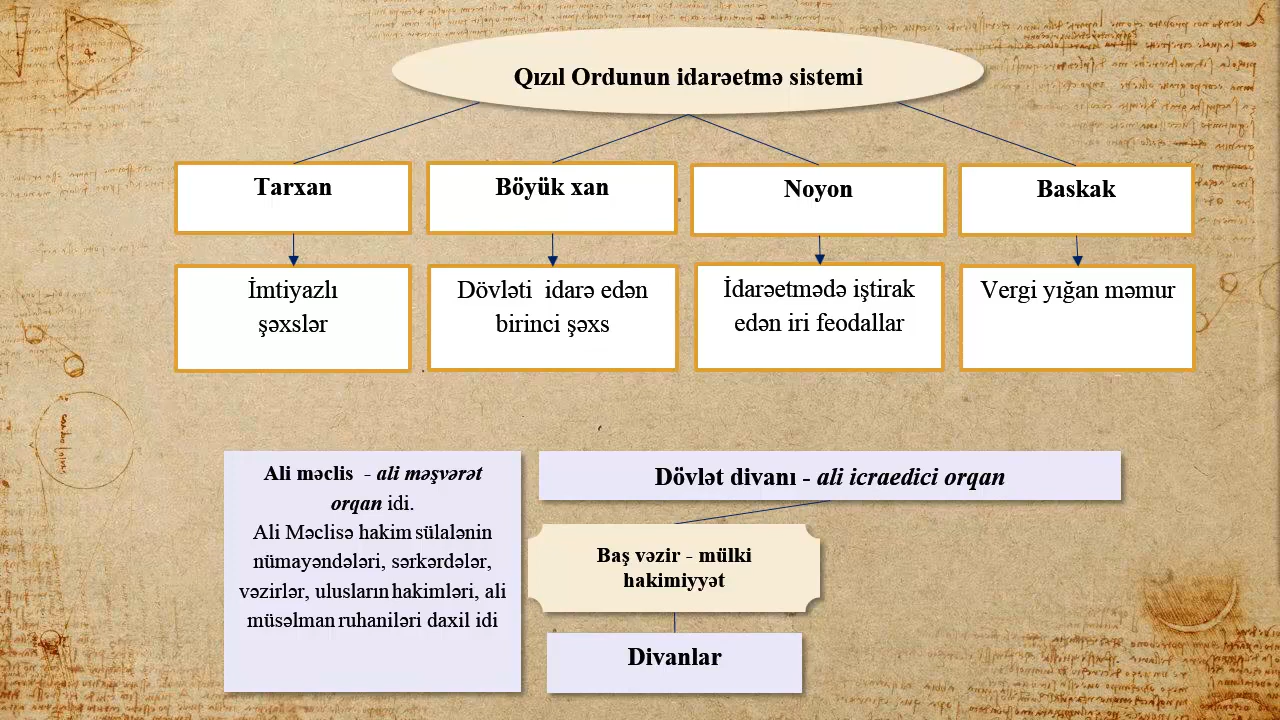 Qızıl Ordunun idarəetmə sistemi
Tarxan
Böyük xan
Noyon
Baskak
İmtiyazlı
şəxslər
Dövləti idarə edən
birinci şəxs
İdarəetmədə iştirak
edən iri feodallar
Vergi yığan məmur
Ali məclis - ali məşvərət
orqan idi.
Ali Məclisə hakim sülalənin
nümayəndələri, sərkərdələr,
vəzirlər, ulusların hakimləri, ali
müsəlman ruhaniləri daxil idi
Dövlət divanı - ali icraedici orqan
Baş vəzir - mülki
hakimiyyət
Divanlar